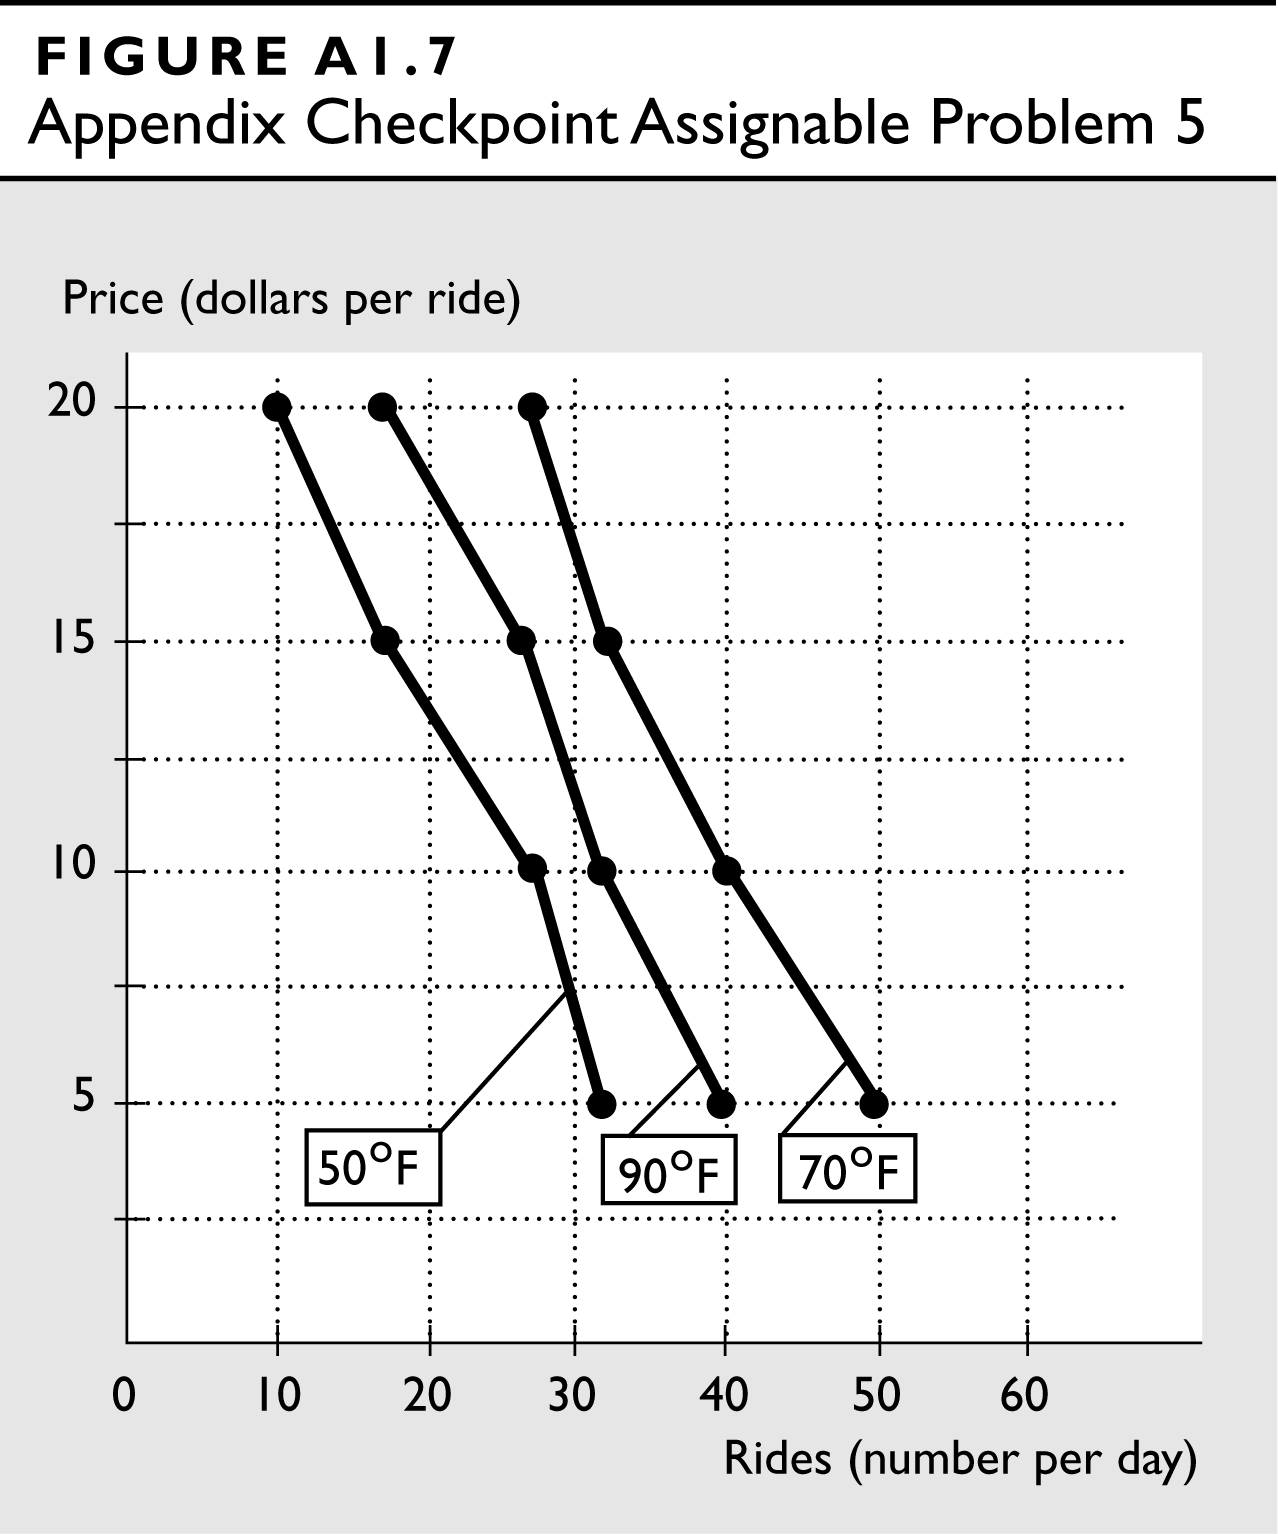 FIGURE A1.7
Appendix Checkpoint Assignable Problem 5
Price (dollars per ride)
20
15
10
5
50°F
90°F
70°F
0 10 20 30 40 50 60
Rides (number per day)